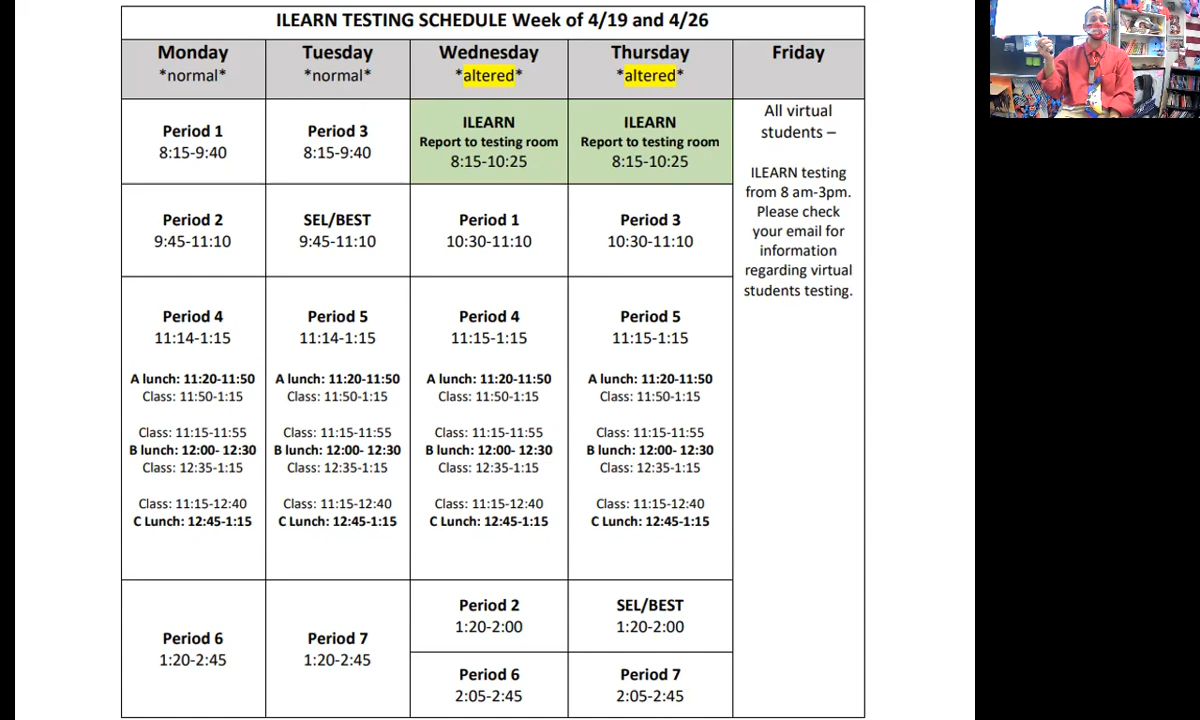 ILEARN TESTING SCHEDULE Week of 4/19 and 4/26
Monday
*normal*
Tuesday
*normal*
Wednesday
*altered*
Thursday
*altered*
Friday
Period 1
8:15-9:40
Period 3
8:15-9:40
ILEARN
Report to testing room
8:15-10:25
ILEARN
Report to testing room
8:15-10:25
All virtual
students –
ILEARN testing
from 8 am-3pm.
Please check
your email for
information
regarding virtual
students testing.
Period 2
9:45-11:10
SEL/BEST
9:45-11:10
Period 1
10:30-11:10
Period 3
10:30-11:10
Period 4
11:14-1:15
A lunch: 11:20-11:50
Class: 11:50-1:15
Class: 11:15-11:55
B lunch: 12:00- 12:30
Class: 12:35-1:15
Class: 11:15-12:40
C Lunch: 12:45-1:15
Period 5
11:14-1:15
A lunch: 11:20-11:50
Class: 11:50-1:15
Class: 11:15-11:55
B lunch: 12:00- 12:30
Class: 12:35-1:15
Class: 11:15-12:40
C Lunch: 12:45-1:15
Period 4
11:15-1:15
A lunch: 11:20-11:50
Class: 11:50-1:15
Class: 11:15-11:55
B lunch: 12:00- 12:30
Class: 12:35-1:15
Class: 11:15-12:40
C Lunch: 12:45-1:15
Period 5
11:15-1:15
A lunch: 11:20-11:50
Class: 11:50-1:15
Class: 11:15-11:55
B lunch: 12:00- 12:30
Class: 12:35-1:15
Class: 11:15-12:40
C Lunch: 12:45-1:15
Period 6
1:20-2:45
Period 7
1:20-2:45
Period 2
1:20-2:00
SEL/BEST
1:20-2:00
Period 6
2:05-2:45
Period 7
2:05-2:45